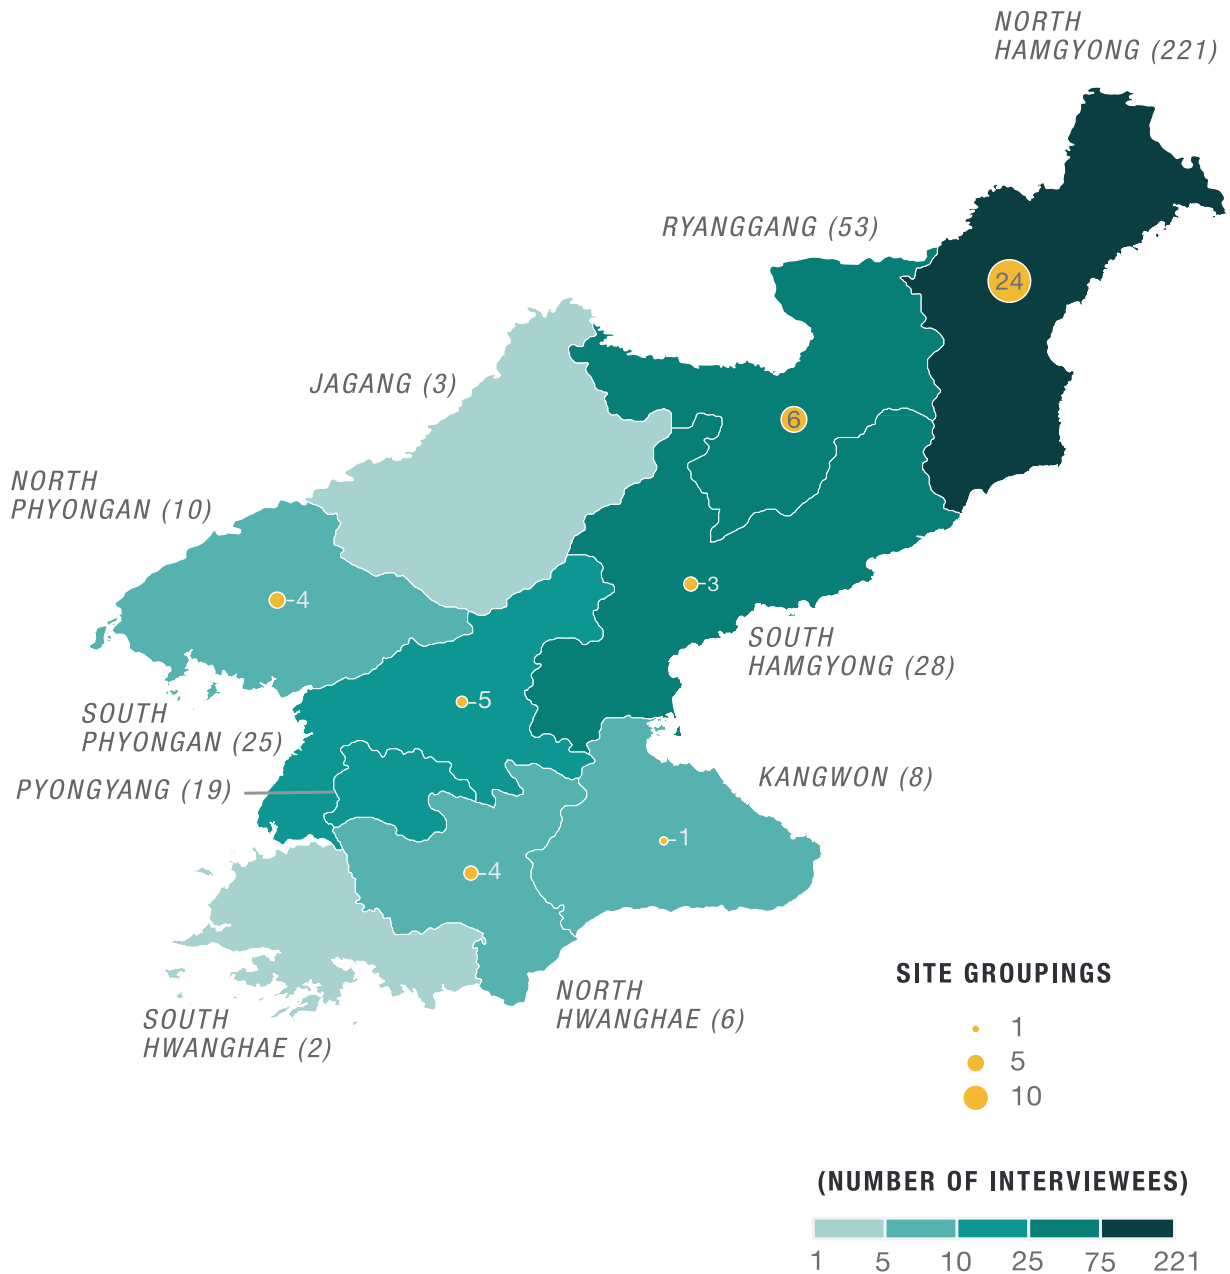 NORTH
HAMGYONG (221)
RYANGGANG (53)
24
JAGANG (3)
6
NORTH
PHYONGAN (10)
4
3
SOUTH
HAMGYONG (28)
SOUTH
PHYONGAN (25)
5
PYONGYANG (19)
KANGWON (8)
1
4
NORTH
HWANGHAE (6)
SOUTH
HWANGHAE (2)
SITE GROUPINGS
1
5
10
(NUMBER OF INTERVIEWEES)
1 5 10 25 75 221